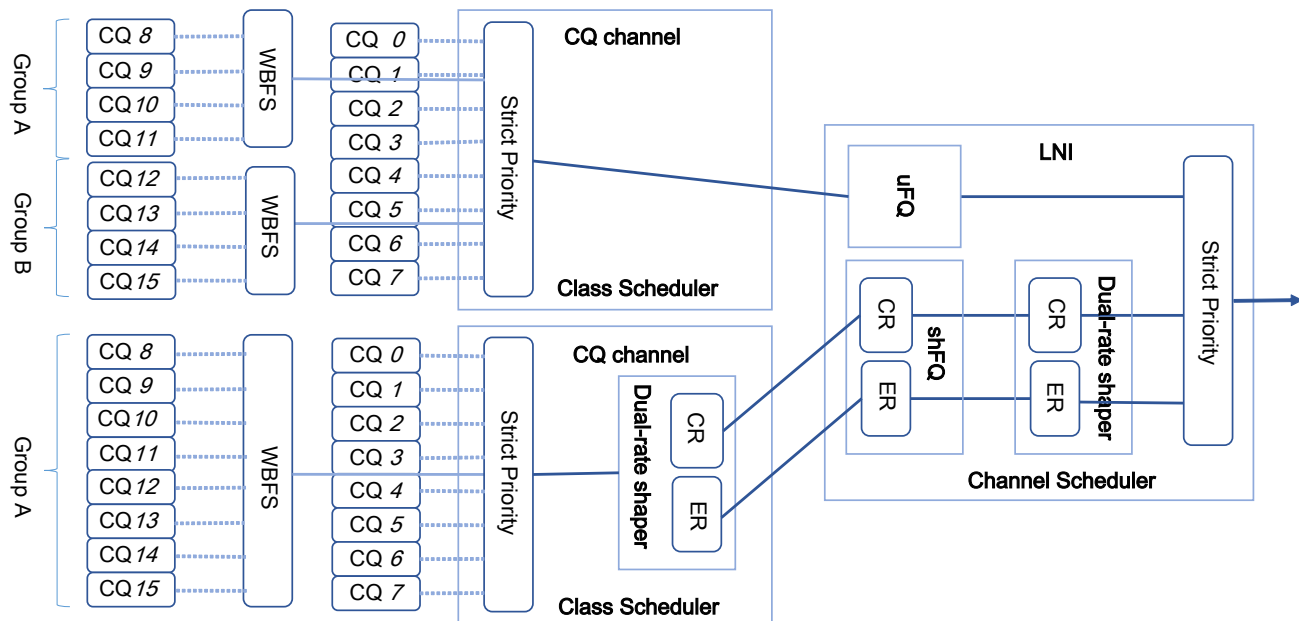 Group A
CQ 8
CQ 9
CQ 10
CQ 11
WBFS
Group B
CQ 12
CQ 13
CQ 14
CQ 15
WBFS
CQ 0
CQ 1
CQ 2
CQ 3
CQ 4
CQ 5
CQ 6
CQ 7
Strict Priority
CQ channel
Class Scheduler
Group A
CQ 8
CQ 9
CQ 10
CQ 11
CQ 12
CQ 13
CQ 14
CQ 15
WBFS
CQ 0
CQ 1
CQ 2
CQ 3
CQ 4
CQ 5
CQ 6
CQ 7
Strict Priority
CQ channel
Dual-rate shaper
CR
ER
Class Scheduler
LNI
uFQ
CR
ER
shFQ
CR
ER
Dual-rate shaper
Strict Priority
Channel Scheduler